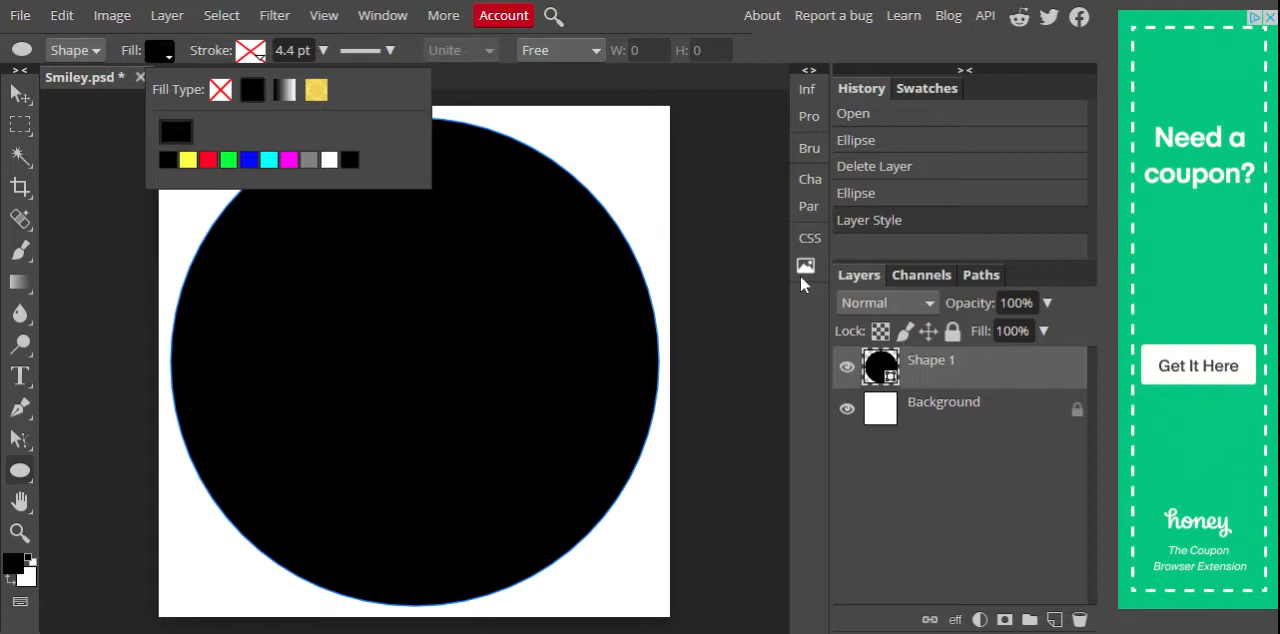 File Edit Image Layer Select Filter View Window More Account About Report a bug Learn Blog API
Shape Fill: Stroke: 4.4 pt Unite Free W: 0 H: 0
Smiley.psd *
Fill Type:
Inf
Pro
Bru
Cha
Par
CSS
History Swatches
Open
Ellipse
Delete Layer
Ellipse
Layer Style
Layers Channels Paths
Normal Opacity: 100%
Lock: Fill: 100%
Shape 1
Background
eff
Need a
coupon?
Get It Here
honey
The Coupon
Browser Extension